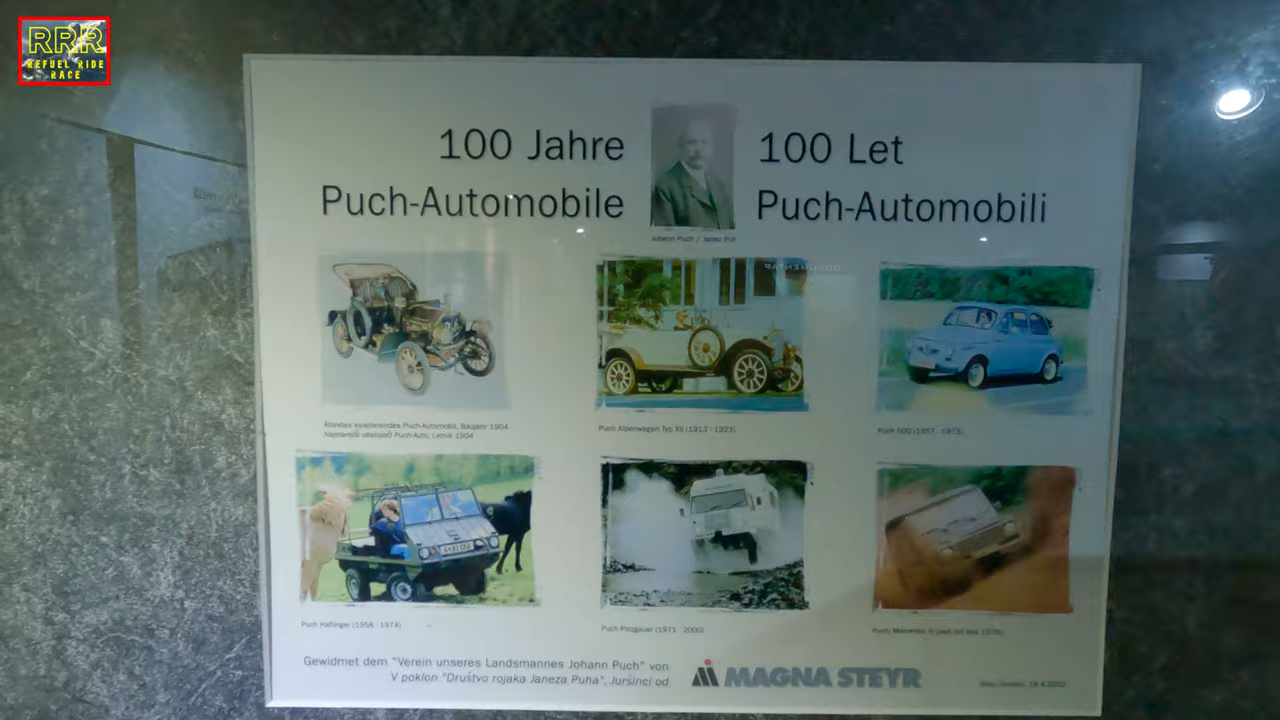 RRR
REFUEL RIDE
RACE
100 Jahre
Puch-Automobile
100 Let
Puch-Automobili
Johann Puch / Janez Puh
Ältestes existierendes Puch-Automobil, Baujahr 1904
Najstarejši obstoječi Puch-Auto, Letnik 1904
Puch Alpenwagen Typ XII (1913 - 1923)
Puch 500 (1957 - 1973)
Puch Haflinger (1958 - 1974)
Puch Pinzgauer (1971 - 2000)
Puch/ Mercedes G
Gewidmet dem "Verein unseres Landsmannes Johann Puch" von
V poklon "Društvo rojaka Janeza Puha", Juršinci od
MAGNA STEYR